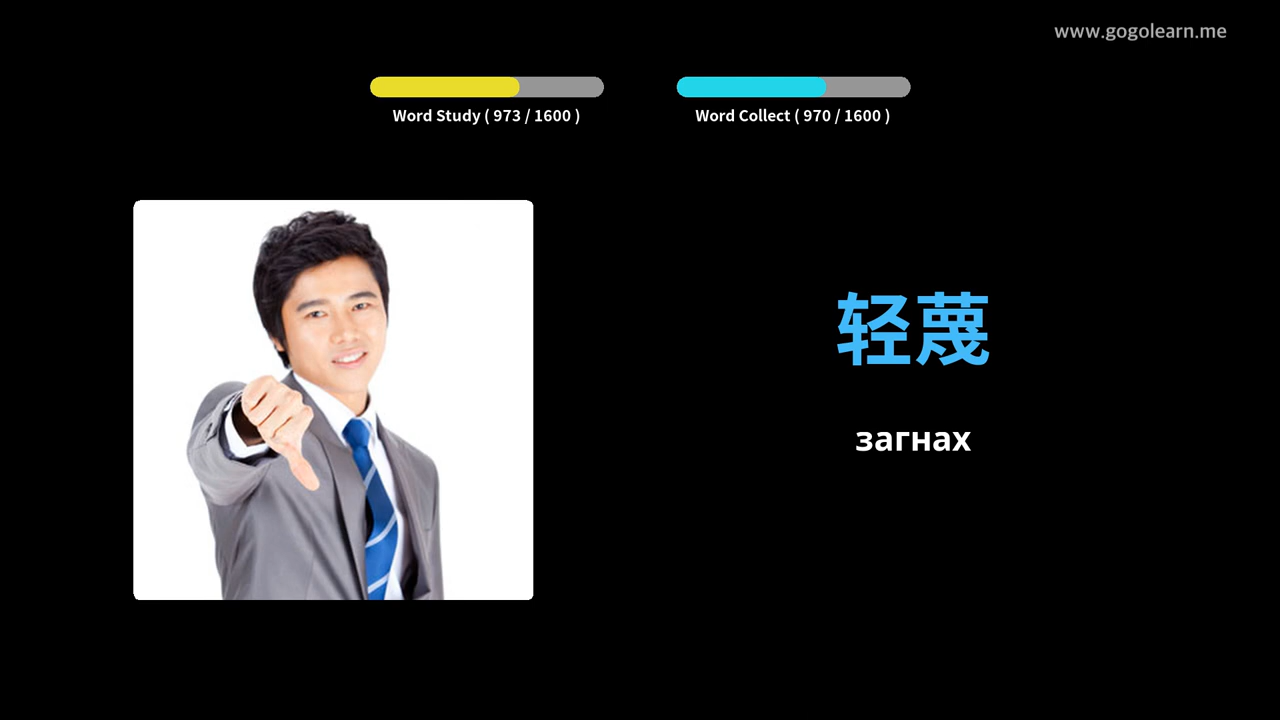 www.gogolearn.me
Word Study ( 973 / 1600 )
Word Collect ( 970 / 1600 )
轻蔑
загнах